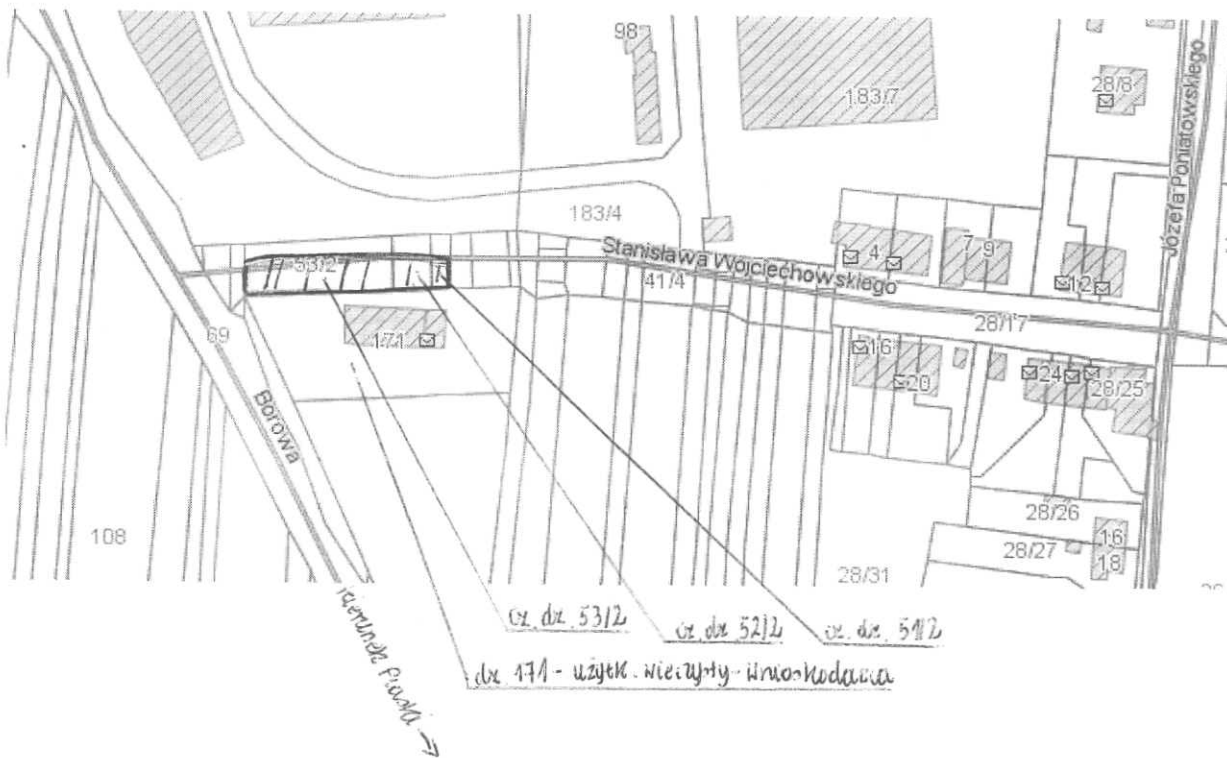 98
183/7
28/8
Józefa Poniatowskiego
183/4
Stanisława Wojciechowskiego
4
7
9
53/2
41/4
12
28/17
69
171
16
20
24
28/25
Borowa
108
28/26
28/27
16
18
28/31
cz. dz. 53/2
cz. dz. 52/2
cz. dz. 51/2
dz. 171 - użytk. wieczysty - wnioskodawca
kierunek Piaski